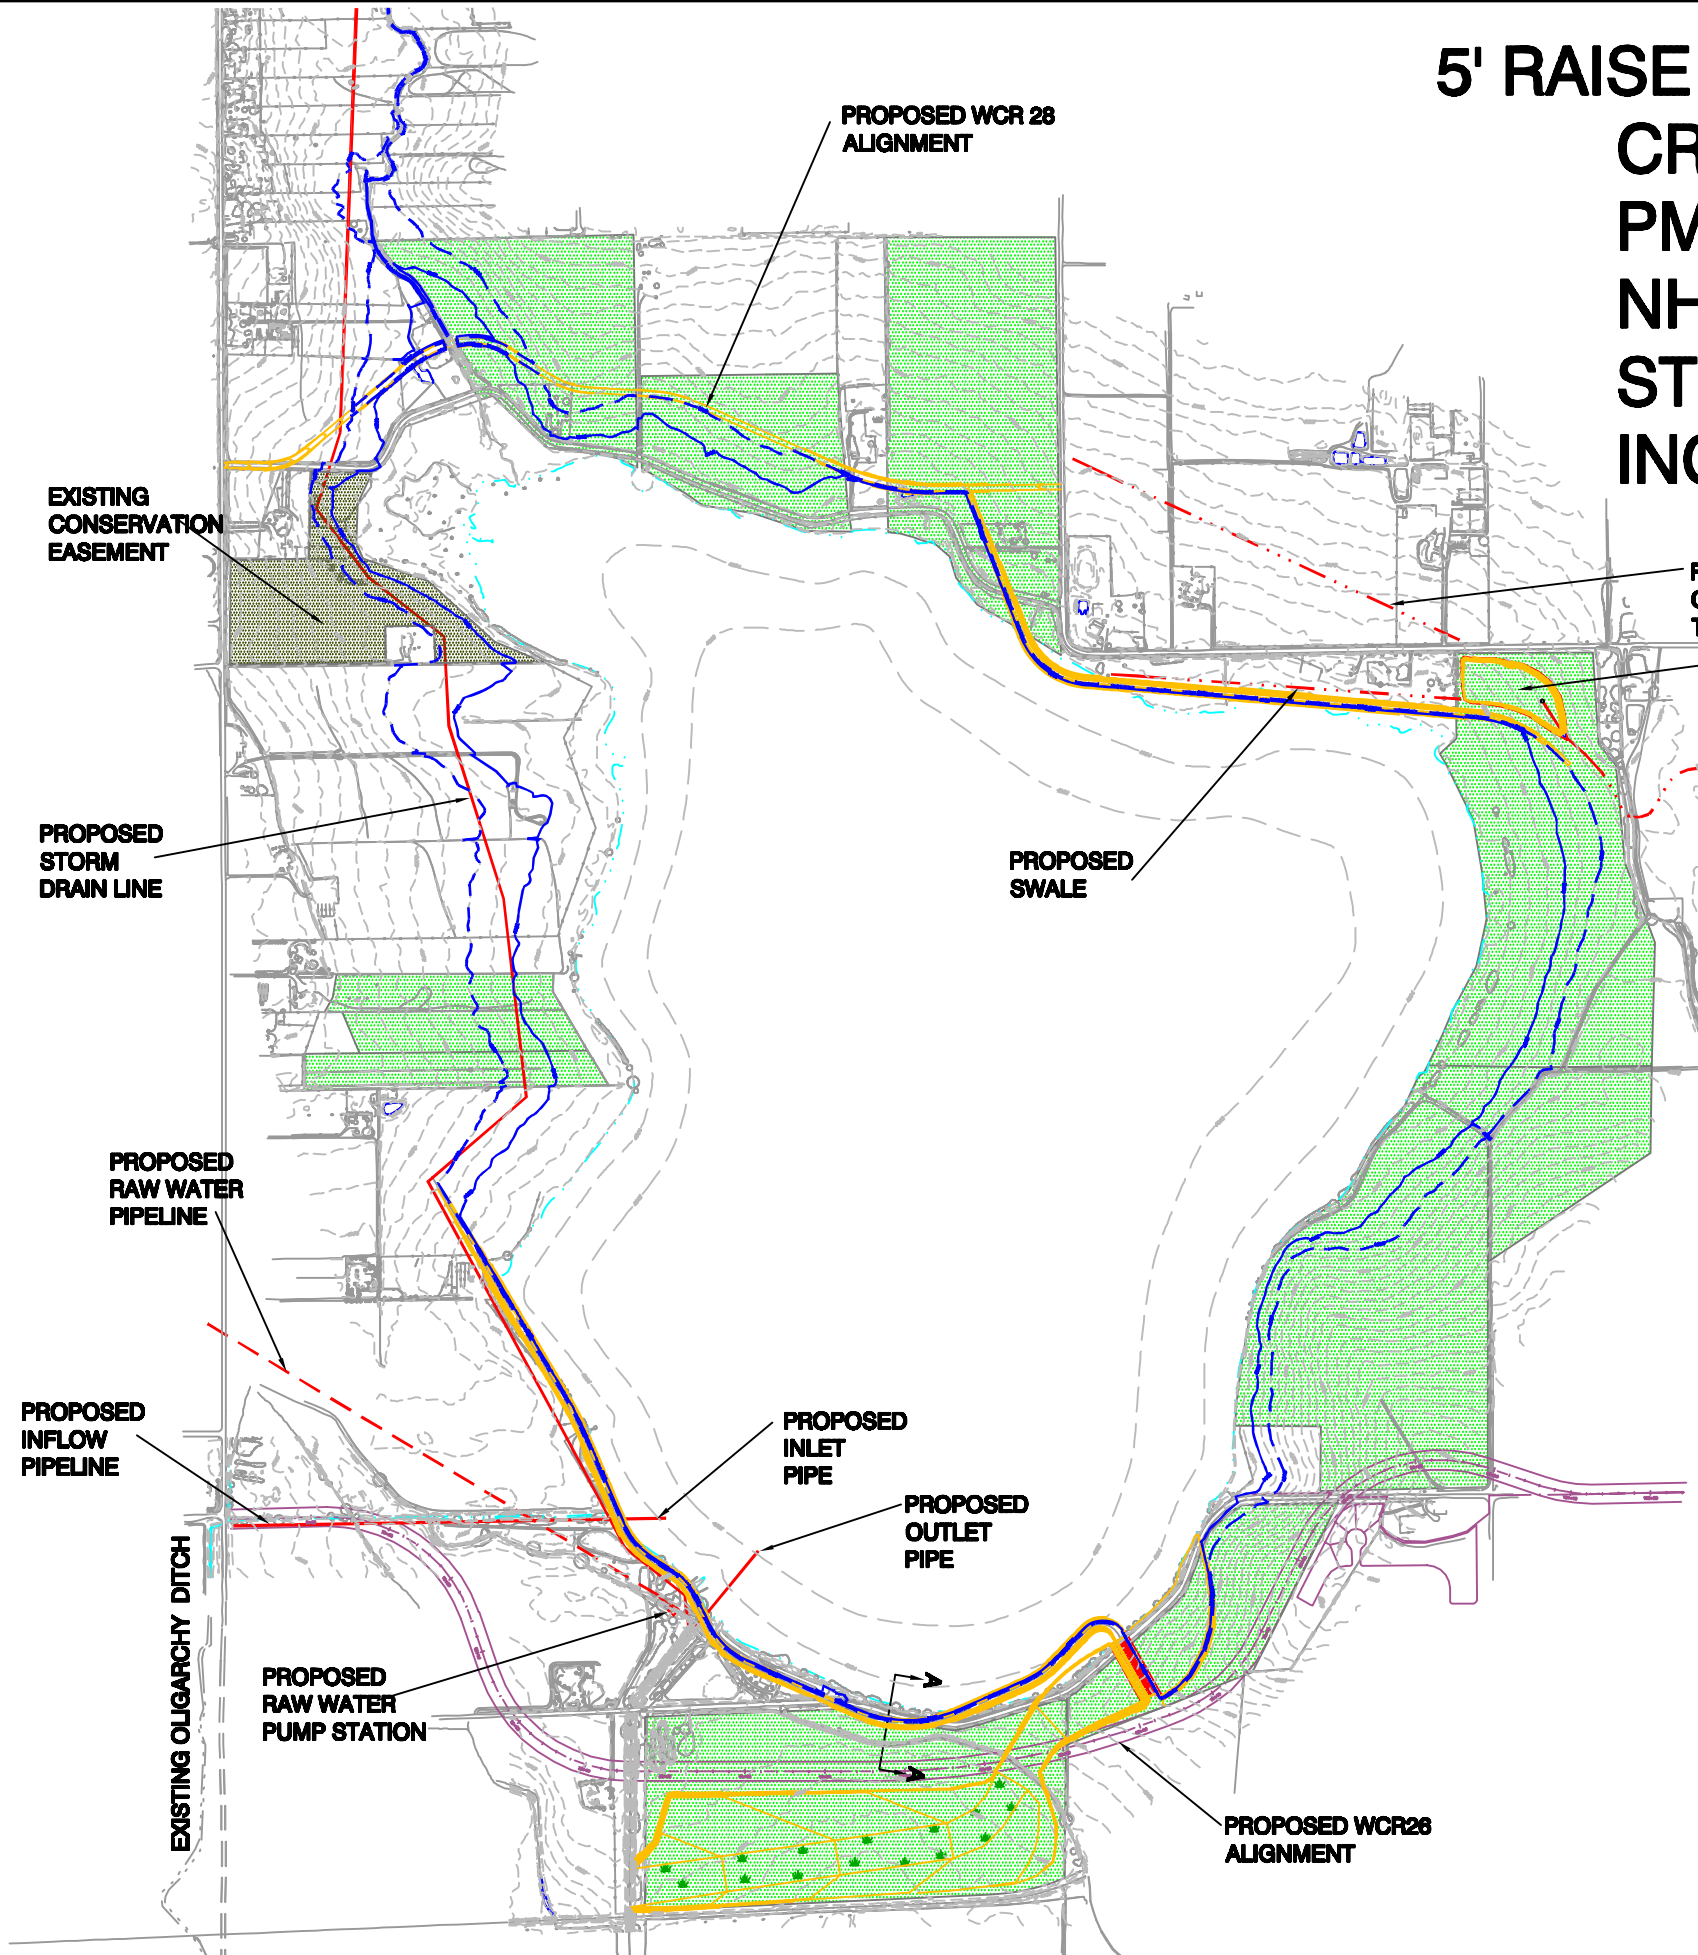 5' RAISE
CR
PM
NH
ST
PROPOSED WCR 28
ALIGNMENT
EXISTING
CONSERVATION
EASEMENT
PROPOSED
STORM
DRAIN LINE
PROPOSED
SWALE
PROPOSED
RAW WATER
PIPELINE
PROPOSED
INFLOW
PIPELINE
PROPOSED
INLET
PIPE
PROPOSED
OUTLET
PIPE
EXISTING OLIGARCHY DITCH
PROPOSED
RAW WATER
PUMP STATION
A
A
PROPOSED WCR26
ALIGNMENT